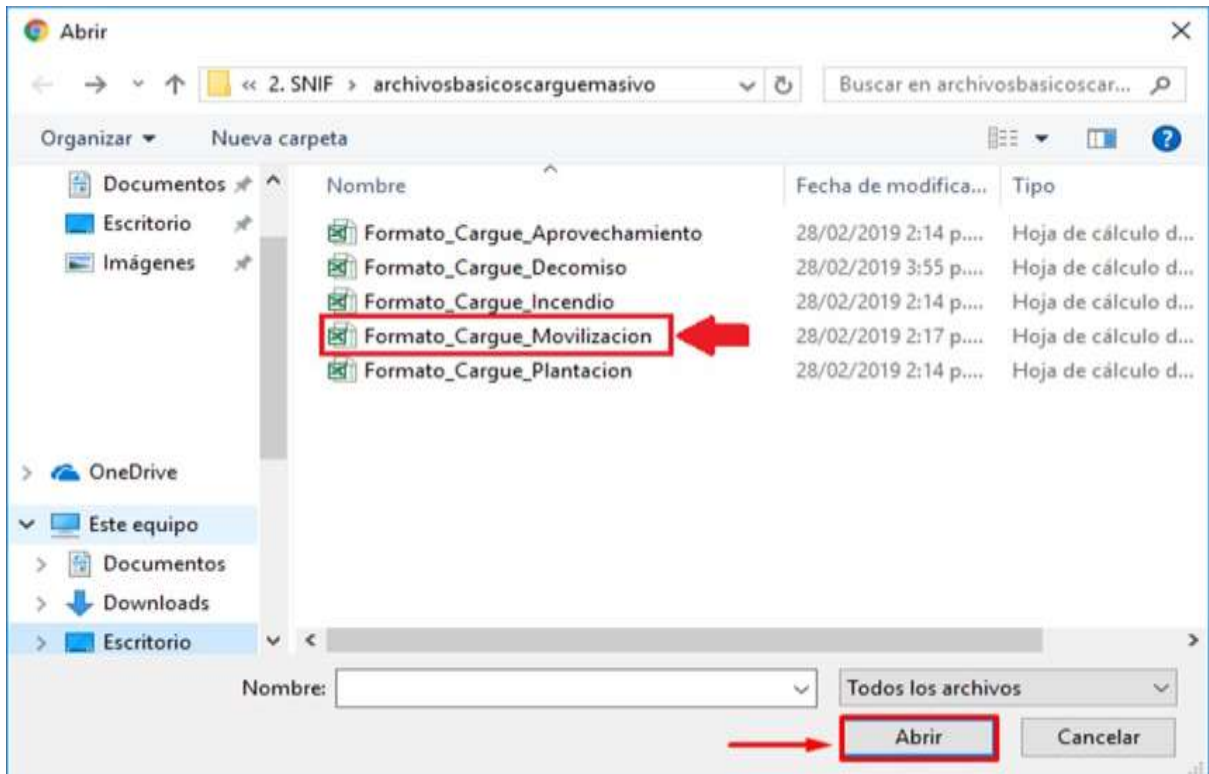 Abrir
« 2. SNIF > archivosbasicoscarguemasivo
Buscar en archivosbasicoscar...
Organizar
Nueva carpeta
Documentos
Escritorio
Imágenes
OneDrive
Este equipo
Documentos
Downloads
Escritorio
Nombre Fecha de modifica... Tipo
Formato_Cargue_Aprovechamiento 28/02/2019 2:14 p.... Hoja de cálculo d...
Formato_Cargue_Decomiso 28/02/2019 3:55 p.... Hoja de cálculo d...
Formato_Cargue_Incendio 28/02/2019 2:14 p.... Hoja de cálculo d...
Formato_Cargue_Movilizacion 28/02/2019 2:17 p.... Hoja de cálculo d...
Formato_Cargue_Plantacion 28/02/2019 2:14 p.... Hoja de cálculo d...
Nombre:
Todos los archivos
Abrir
Cancelar